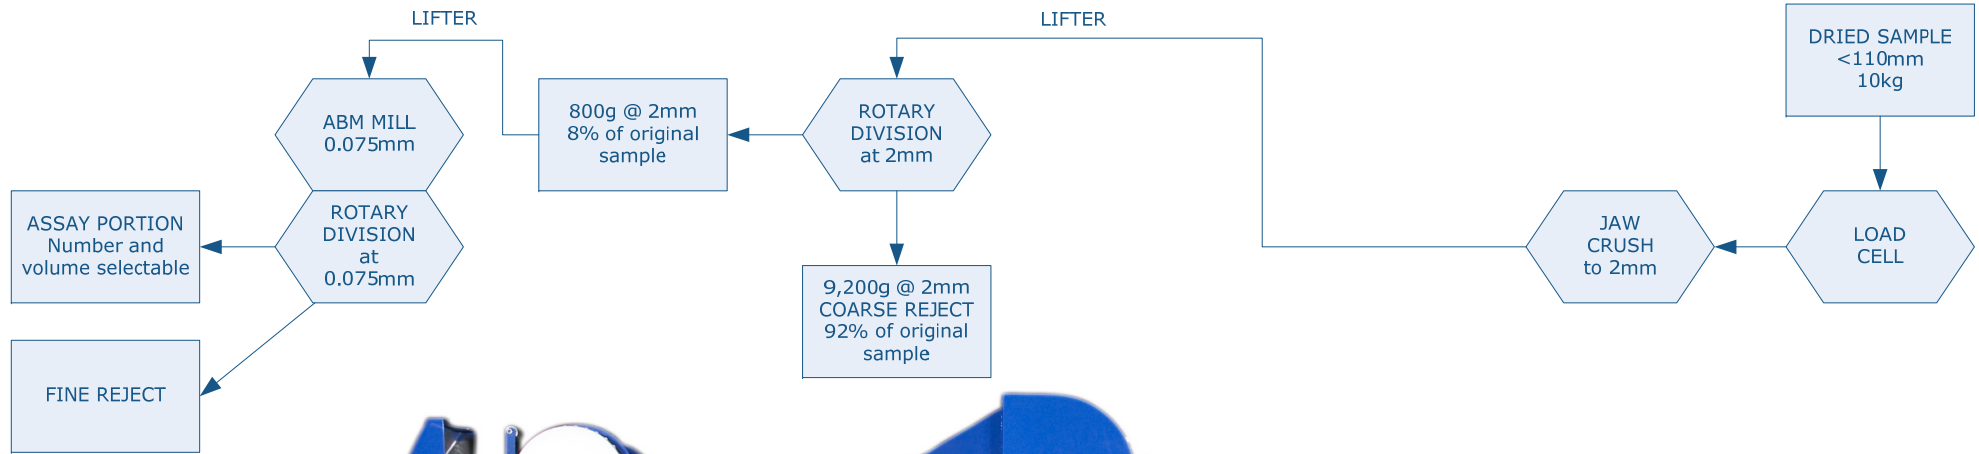 LIFTER
LIFTER
DRIED SAMPLE
<110mm
10kg
800g @ 2mm
8% of original
sample
ROTARY
DIVISION
at 2mm
ABM MILL
0.075mm
ASSAY PORTION
Number and
volume selectable
ROTARY
DIVISION
at
0.075mm
JAW
CRUSH
to 2mm
LOAD
CELL
9,200g @ 2mm
COARSE REJECT
92% of original
sample
FINE REJECT